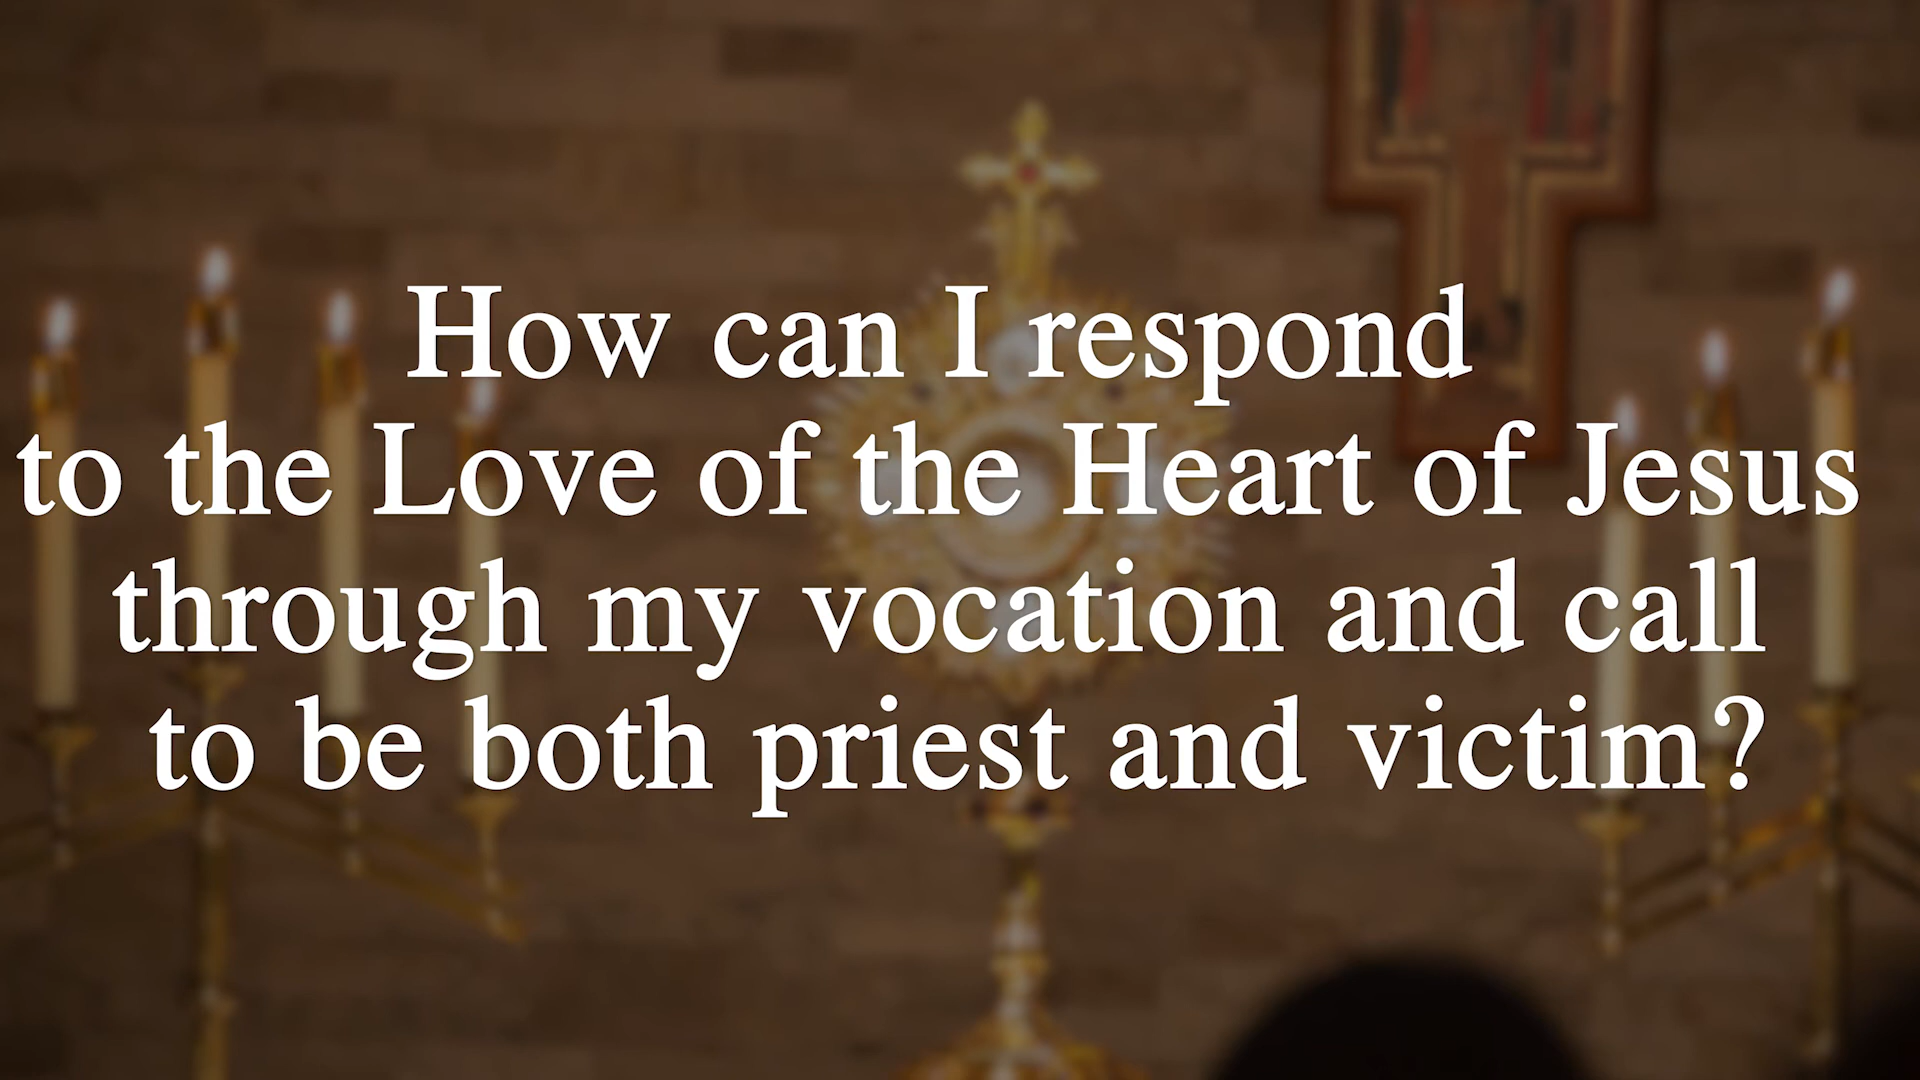 How can I respond
to the Love of the Heart of Jesus
through my vocation and call
to be both priest and victim?